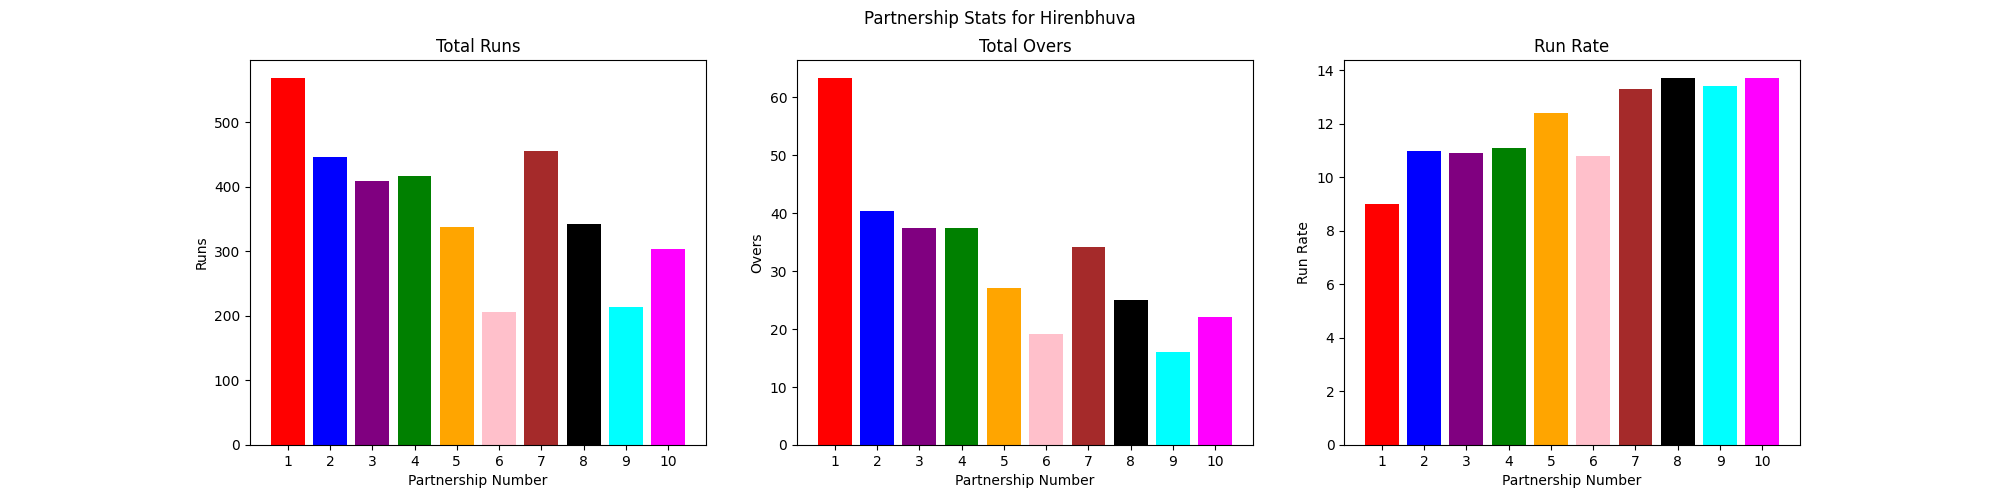 Partnership Stats for Hirenbhuva
Total Runs
Runs
500
400
300
200
100
0
1 2 3 4 5 6 7 8 9 10
Partnership Number
Total Overs
Overs
60
50
40
30
20
10
0
1 2 3 4 5 6 7 8 9 10
Partnership Number
Run Rate
Run Rate
14
12
10
8
6
4
2
0
1 2 3 4 5 6 7 8 9 10
Partnership Number